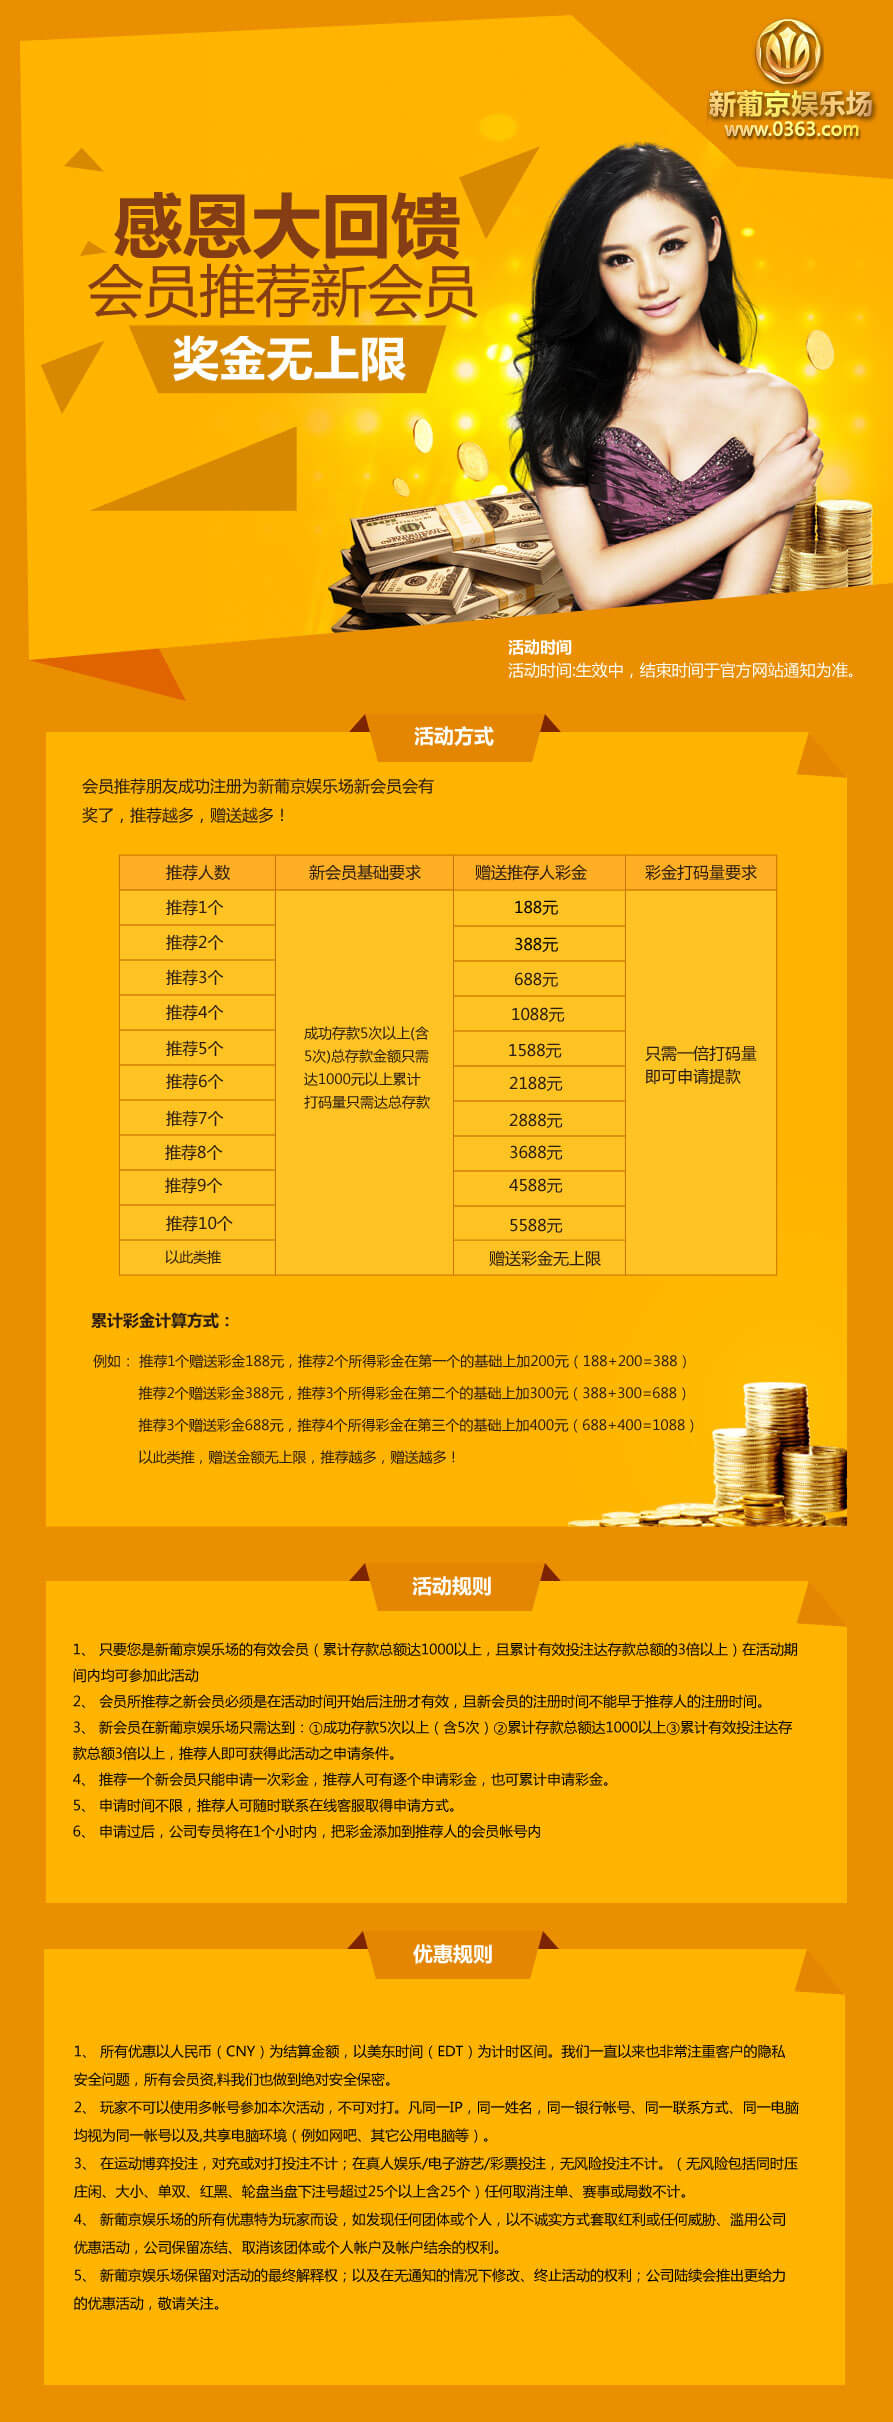 新葡京娱乐场
www.0363.com
感恩大回馈
会员推荐新会员
奖金无上限
活动时间
活动时间:生效中，结束时间于官方网站通知为准。
活动方式
会员推荐朋友成功注册为新葡京娱乐场新会员会有
奖了，推荐越多，赠送越多！
推荐人数 新会员基础要求 赠送推存人彩金 彩金打码量要求
推荐1个 188元
推荐2个 388元
推荐3个 688元
推荐4个 1088元
推荐5个 1588元
推荐6个 2188元
推荐7个 2888元
推荐8个 3688元
推荐9个 4588元
推荐10个 5588元
以此类推 赠送彩金无上限
成功存款5次以上(含
5次)总存款金额只需
达1000元以上累计
打码量只需达总存款
只需一倍打码量
即可申请提款
累计彩金计算方式：
例如： 推荐1个赠送彩金188元，推荐2个所得彩金在第一个的基础上加200元（188+200=388）
推荐2个赠送彩金388元，推荐3个所得彩金在第二个的基础上加300元（388+300=688）
推荐3个赠送彩金688元，推荐4个所得彩金在第三个的基础上加400元（688+400=1088）
以此类推，赠送金额无上限，推荐越多，赠送越多！
活动规则
1、 只要您是新葡京娱乐场的有效会员（累计存款总额达1000以上，且累计有效投注达存款总额的3倍以上）在活动期
间内均可参加此活动
2、 会员所推荐之新会员必须是在活动时间开始后注册才有效，且新会员的注册时间不能早于推荐人的注册时间。
3、 新会员在新葡京娱乐场只需达到：①成功存款5次以上（含5次）②累计存款总额达1000以上③累计有效投注达存
款总额3倍以上，推荐人即可获得此活动之申请条件。
4、 推荐一个新会员只能申请一次彩金，推荐人可有逐个申请彩金，也可累计申请彩金。
5、 申请时间不限，推荐人可随时联系在线客服取得申请方式。
6、 申请过后，公司专员将在1个小时内，把彩金添加到推荐人的会员帐号内
优惠规则
1、 所有优惠以人民币（CNY）为结算金额，以美东时间（EDT）为计时区间。我们一直以来也非常注重客户的隐私
安全问题，所有会员资,料我们也做到绝对安全保密。
2、 玩家不可以使用多帐号参加本次活动，不可对打。凡同一IP，同一姓名，同一银行帐号、同一联系方式、同一电脑
均视为同一帐号以及,共享电脑环境（例如网吧、其它公用电脑等）。
3、 在运动博弈投注，对充或对打投注不计；在真人娱乐/电子游艺/彩票投注，无风险投注不计。（无风险包括同时压
庄闲、大小、单双、红黑、轮盘当盘下注号超过25个以上含25个）任何取消注单、赛事或局数不计。
4、 新葡京娱乐场的所有优惠特为玩家而设，如发现任何团体或个人，以不诚实方式套取红利或任何威胁、滥用公司
优惠活动，公司保留冻结、取消该团体或个人帐户及帐户结余的权利。
5、 新葡京娱乐场保留对活动的最终解释权；以及在无通知的情况下修改、终止活动的权利；公司陆续会推出更给力
的优惠活动，敬请关注。